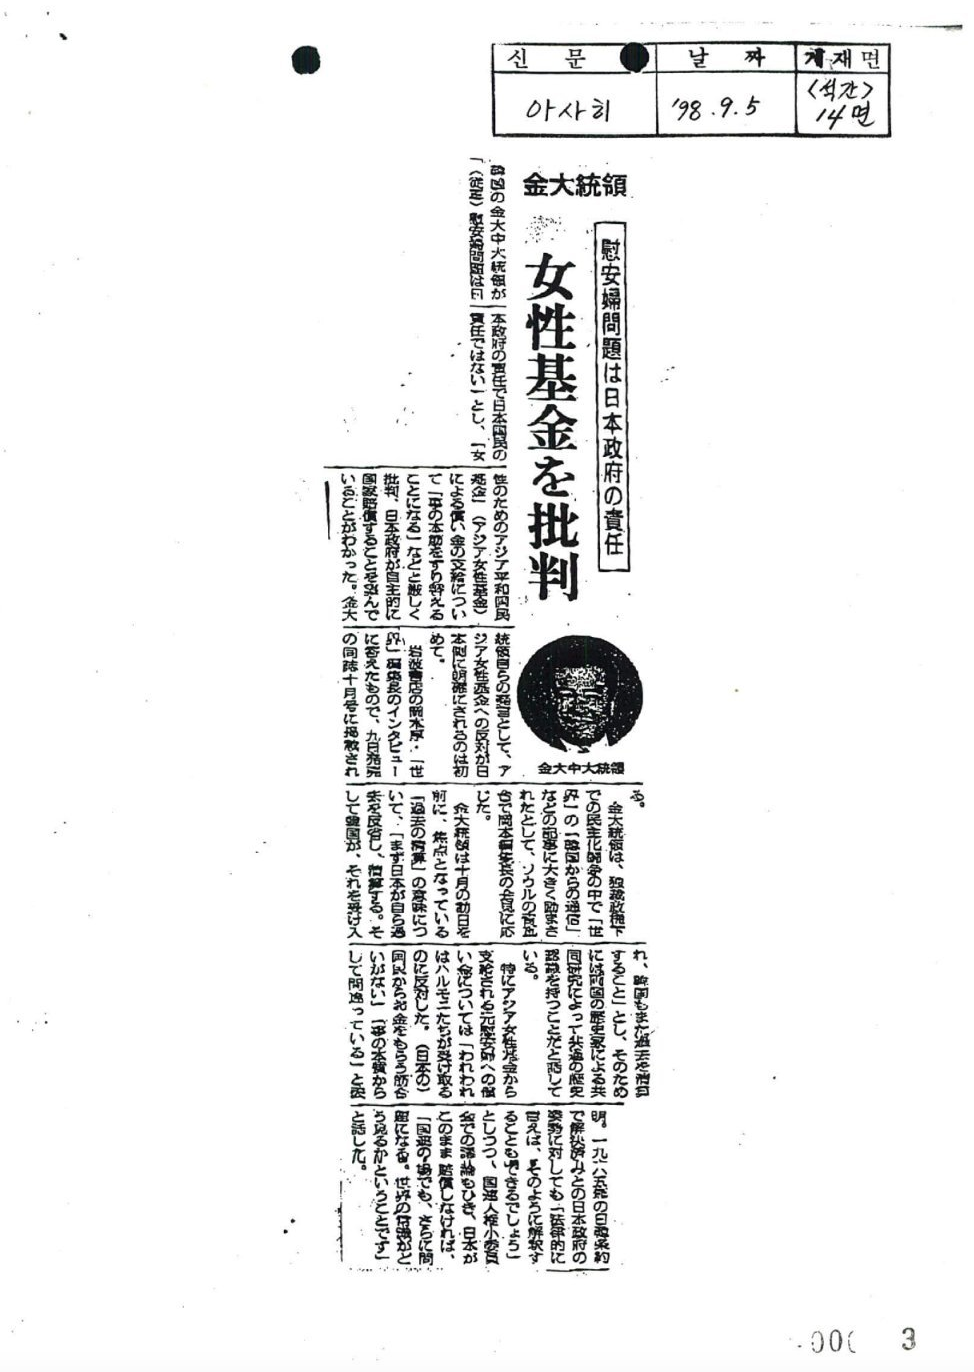 신 문
날 짜
게재면
아사히
'98.9.5
<석간>
14면
金大統領
慰安婦問題は日本政府の責任
女性基金を批判
韓国の金大中大統領が
「(従軍)慰安婦問題は日
本政府の責任で日本国民の
責任ではない」とし、「女
性のためのアジア平和国民
基金」(アジア女性基金)
による償い金の支給につい
て「事の本筋をすり替える
ことになる」などと厳しく
批判、日本政府が自主的に
国家賠償することを望んで
いることがわかった。金大
統領自らの発言として、ア
ジア女性基金への反対が日
本側に明確にされるのは初
めて。
岩波書店の岡本厚・「世
界」編集長のインタビュー
に答えたもので、九日発売
の同誌十月号に掲載され
る。
金大中大統領
金大統領は、独裁政権下
での民主化闘争の中で「世
界」の「韓国からの通信」
などの記事に大きく励まさ
れたとして、ソウルの青瓦
台で岡本編集長の会見に応
じた。
金大統領は十月の訪日を
前に、焦点となっている
「過去の清算」の意味につ
いて、「まず日本が自ら過
去を反省し、清算する。そ
して韓国が、それを受け入
れ、韓国もまた過去を清算
すること」とし、そのため
には両国の歴史家による共
同研究によって共通の歴史
認識を持つことだと話して
いる。
特にアジア女性基金から
支給される元慰安婦への償
い金については「われわれ
はハルモニたちが受け取る
のに反対した。(日本の)
国民からお金をもらう筋合
いがない」「事の本質から
して間違っている」と説
明。一九六五年の日韓条約
で解決済みとの日本政府の
姿勢に対しても「法律的に
言えば、そのように解釈す
ることもできるでしょう」
としつつ、国連人権小委員
会での議論もひき、日本が
このまま賠償しなければ、
「国連の場でも、さらに問
題になる。世界の常識がど
う見るかということです」
と話した。
000
3